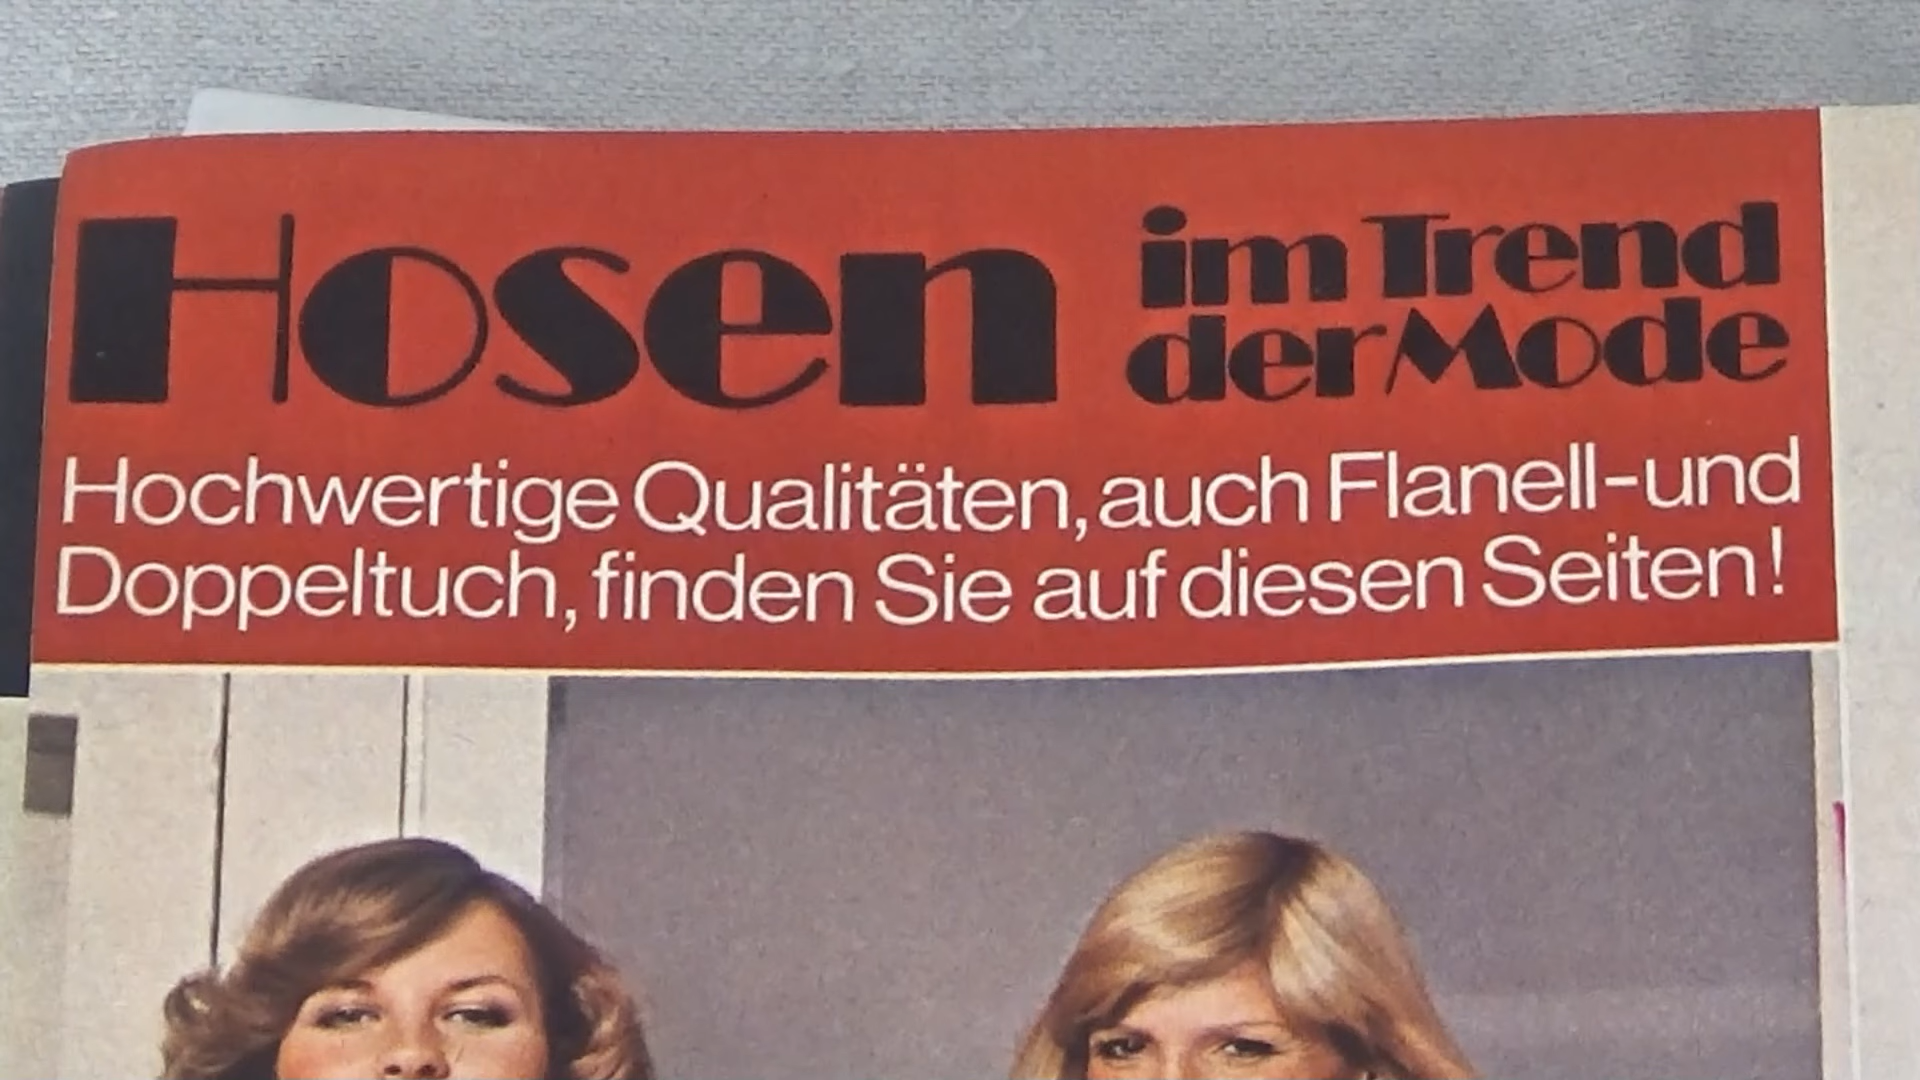 Hosen
im Trend
der Mode
Hochwertige Qualitäten, auch Flanell- und
Doppeltuch, finden Sie auf diesen Seiten!